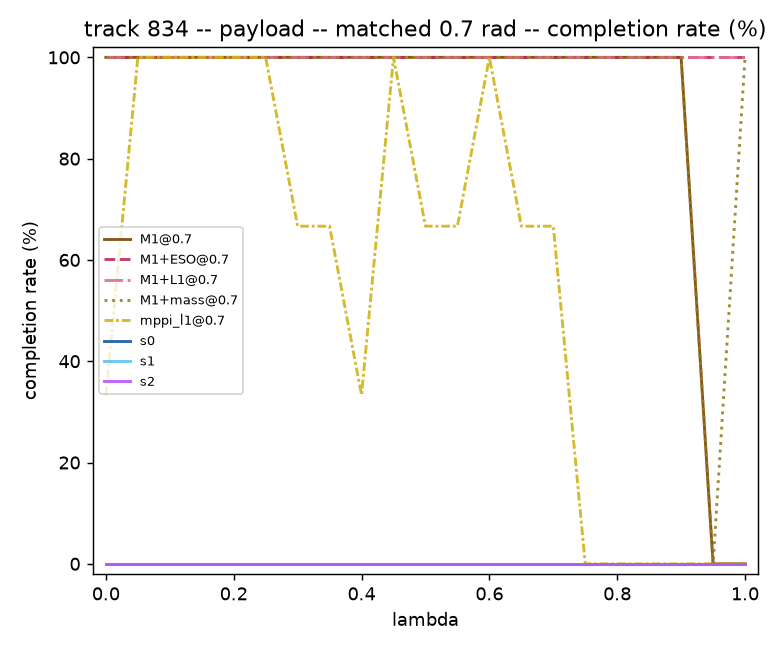 track 834 -- payload -- matched 0.7 rad -- completion rate (%)
completion rate (%)
100
80
60
40
20
0
M1@0.7
M1+ESO@0.7
M1+L1@0.7
M1+mass@0.7
mppi_l1@0.7
s0
s1
s2
0.0
0.2
0.4
0.6
0.8
1.0
lambda